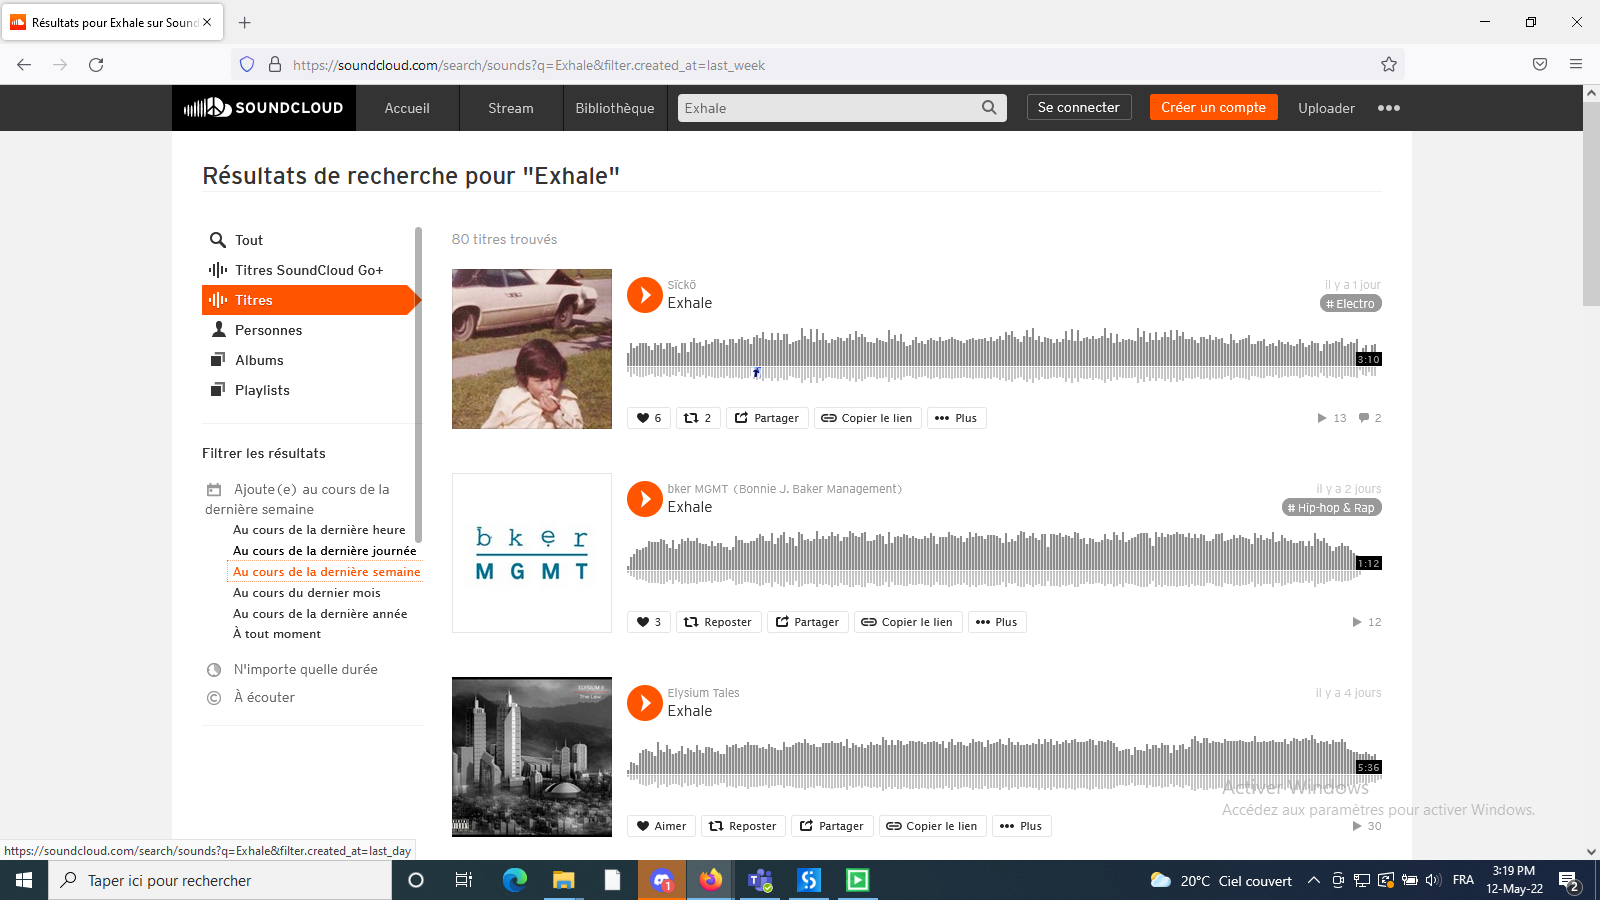 Résultats pour Exhale sur Sound
https://soundcloud.com/search/sounds?q=Exhale&filter.created_at=last_week
SOUNDCLOUD
Accueil
Stream
Bibliothèque
Exhale
Se connecter
Créer un compte
Uploader
Résultats de recherche pour "Exhale"
Tout
Titres SoundCloud Go+
Titres
Personnes
Albums
Playlists
Filtrer les résultats
Ajoute(e) au cours de la
dernière semaine
Au cours de la dernière heure
Au cours de la dernière journée
Au cours de la dernière semaine
Au cours du dernier mois
Au cours de la dernière année
À tout moment
N'importe quelle durée
À écouter
80 titres trouvés
Sïckö
Exhale
il y a 1 jour
# Electro
3:10
6
2
Partager
Copier le lien
Plus
13
2
bker
MGMT
bker MGMT (Bonnie J. Baker Management)
Exhale
il y a 2 jours
# Hip-hop & Rap
1:12
3
Reposter
Partager
Copier le lien
Plus
12
Elysium Tales
Exhale
il y a 4 jours
5:36
Aimer
Reposter
Partager
Copier le lien
Plus
30
Activer Windows
Accédez aux paramètres pour activer Windows.
https://soundcloud.com/search/sounds?q=Exhale&filter.created_at=last_day
Taper ici pour rechercher
1
20°C Ciel couvert
FRA
3:19 PM
12-May-22
2